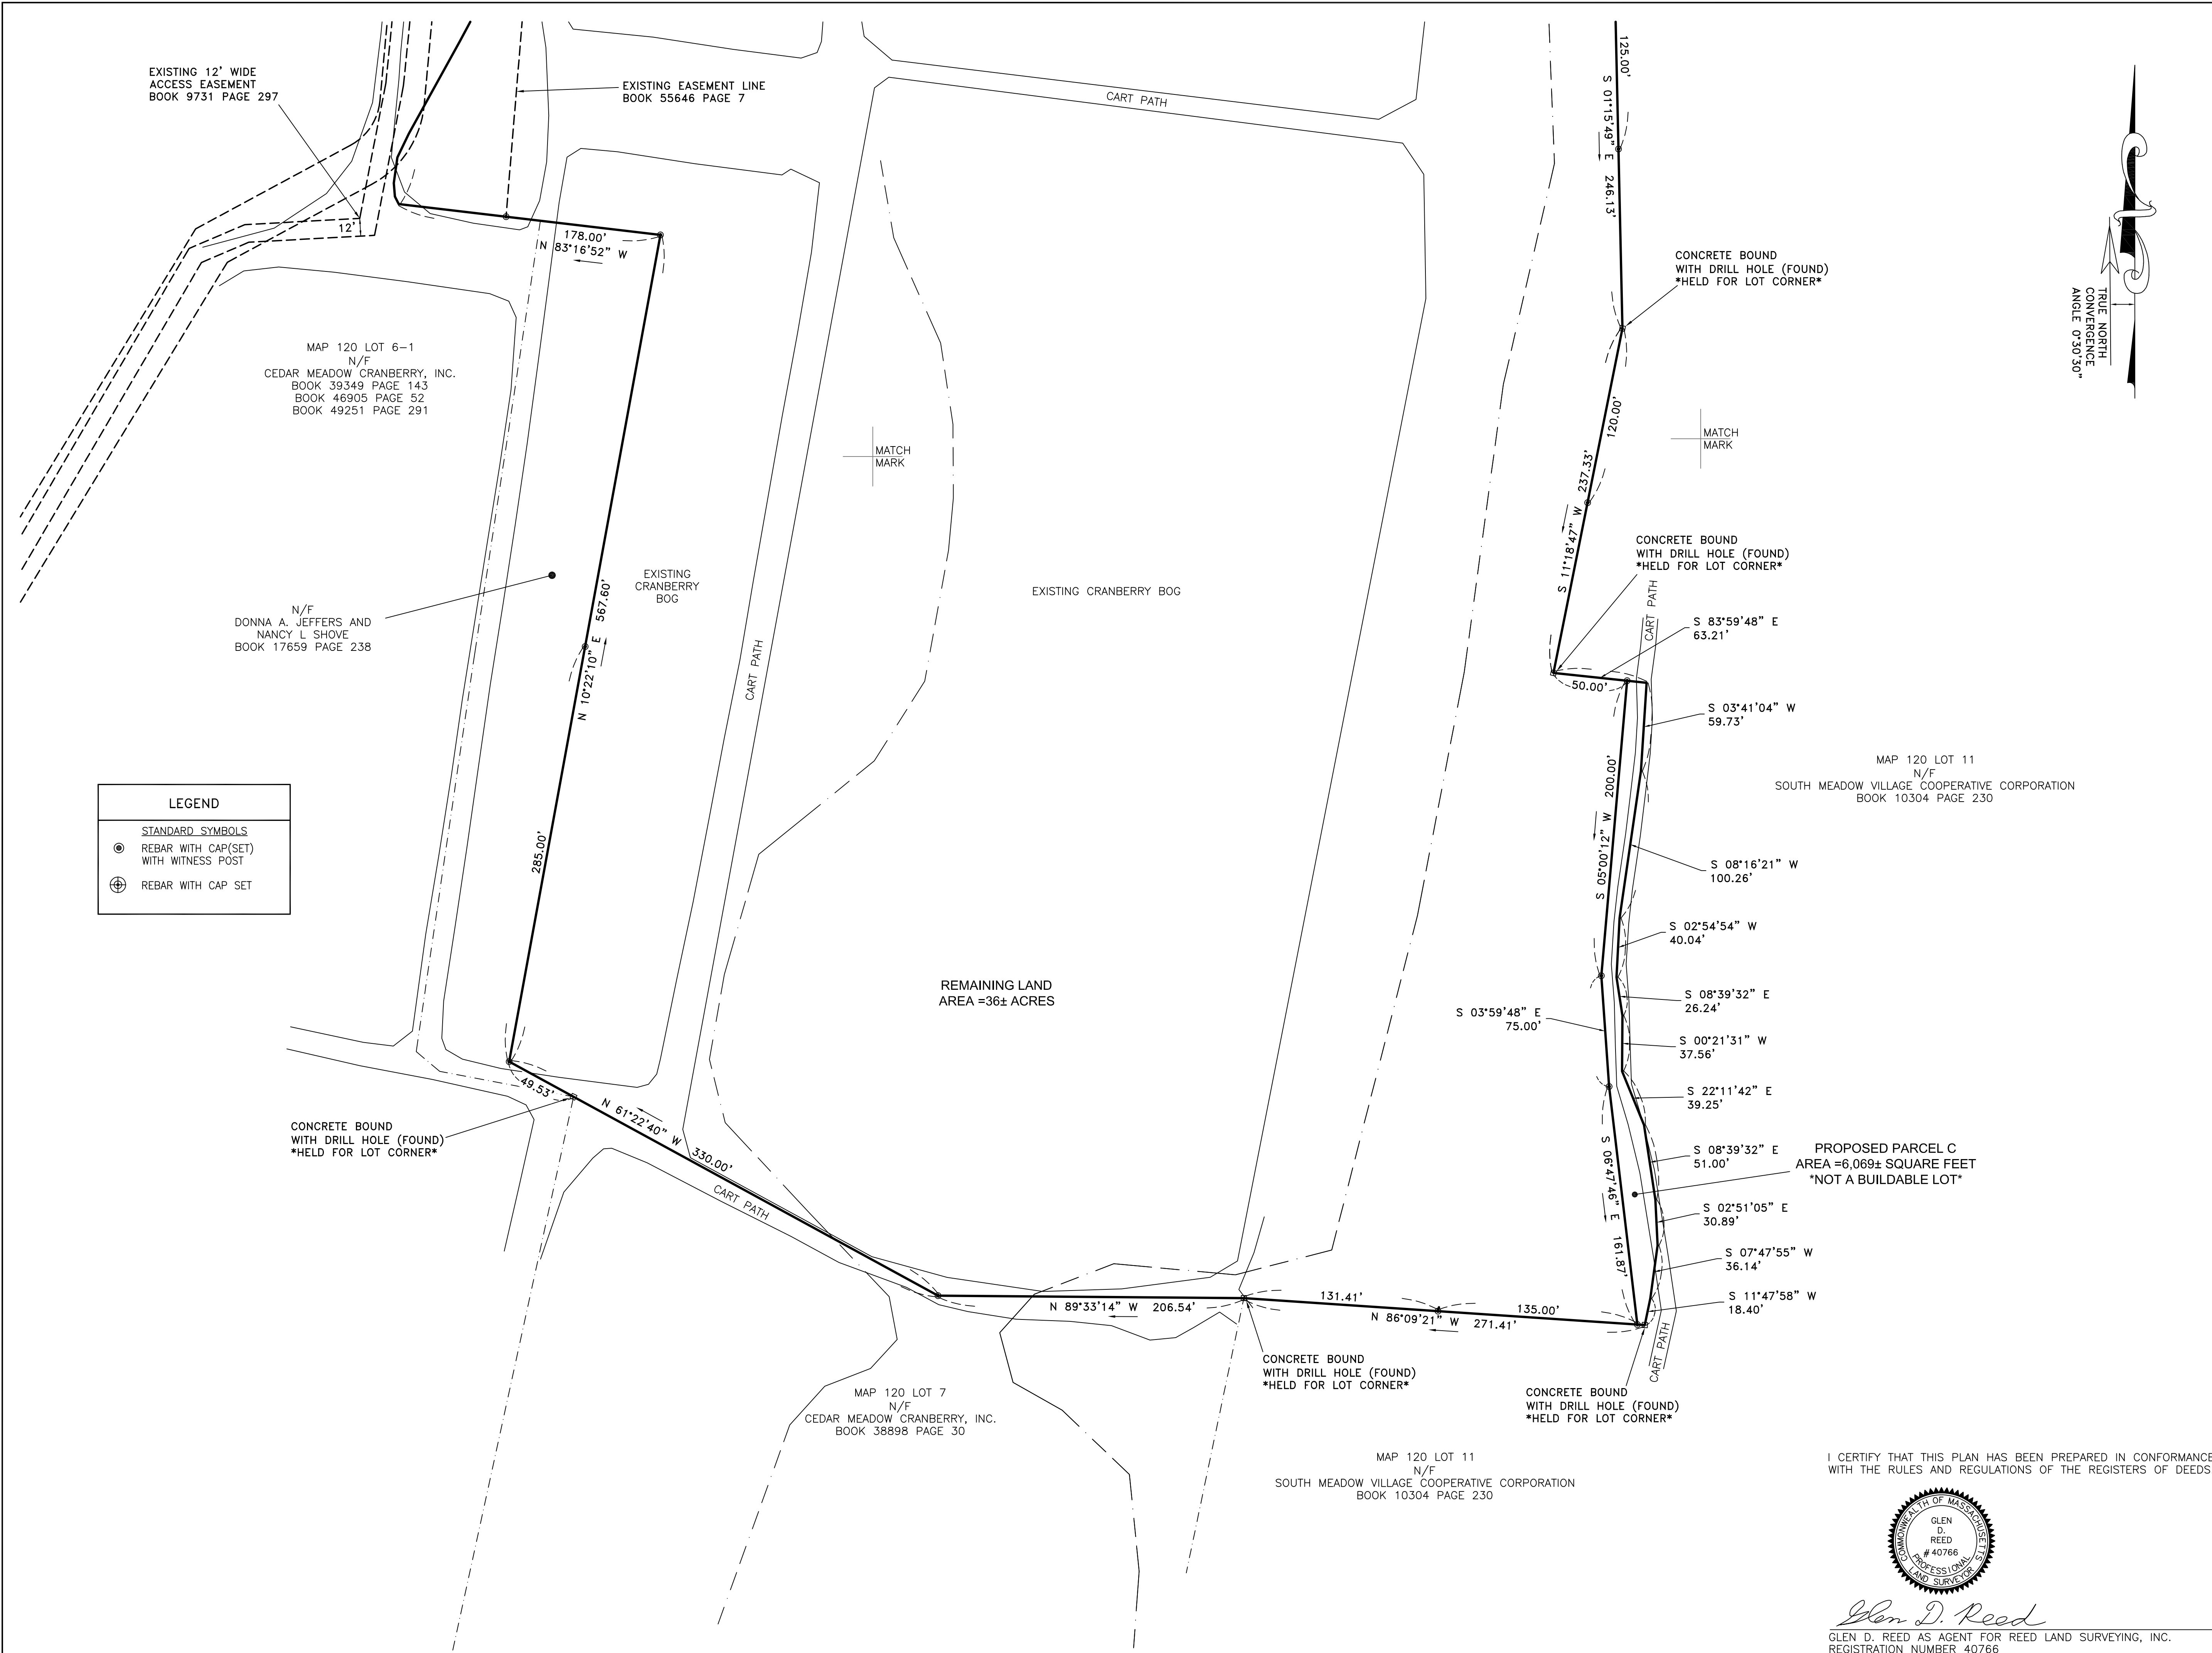 EXISTING 12' WIDE
ACCESS EASEMENT
BOOK 9731 PAGE 297
EXISTING EASEMENT LINE
BOOK 55646 PAGE 7
CART PATH
125.00'
S 01°15'49" E 246.13'
TRUE NORTH
CONVERGENCE
ANGLE 0°30'30"
12'
178.00'
N 83°16'52" W
CONCRETE BOUND
WITH DRILL HOLE (FOUND)
*HELD FOR LOT CORNER*
MAP 120 LOT 6-1
N/F
CEDAR MEADOW CRANBERRY, INC.
BOOK 39349 PAGE 143
BOOK 46905 PAGE 52
BOOK 49251 PAGE 291
MATCH
MARK
120.00'
S 11°18'47" W 237.33'
MATCH
MARK
CONCRETE BOUND
WITH DRILL HOLE (FOUND)
*HELD FOR LOT CORNER*
EXISTING
CRANBERRY
BOG
EXISTING CRANBERRY BOG
N/F
DONNA A. JEFFERS AND
NANCY L SHOVE
BOOK 17659 PAGE 238
N 10°22'10" E 567.60'
CART PATH
CART PATH
S 83°59'48" E
63.21'
50.00'
S 03°41'04" W
59.73'
MAP 120 LOT 11
N/F
SOUTH MEADOW VILLAGE COOPERATIVE CORPORATION
BOOK 10304 PAGE 230
LEGEND
STANDARD SYMBOLS
REBAR WITH CAP(SET)
WITH WITNESS POST
REBAR WITH CAP SET
285.00'
S 05°00'12" W 200.00'
S 08°16'21" W
100.26'
S 02°54'54" W
40.04'
REMAINING LAND
AREA =36± ACRES
S 03°59'48" E
75.00'
S 08°39'32" E
26.24'
S 00°21'31" W
37.56'
S 22°11'42" E
39.25'
49.53'
N 61°22'40" W 330.00'
CONCRETE BOUND
WITH DRILL HOLE (FOUND)
*HELD FOR LOT CORNER*
CART PATH
S 06°47'46" E 161.87'
S 08°39'32" E
51.00'
PROPOSED PARCEL C
AREA =6,069± SQUARE FEET
*NOT A BUILDABLE LOT*
S 02°51'05" E
30.89'
S 07°47'55" W
36.14'
S 11°47'58" W
18.40'
N 89°33'14" W 206.54'
131.41'
135.00'
N 86°09'21" W 271.41'
CART PATH
CONCRETE BOUND
WITH DRILL HOLE (FOUND)
*HELD FOR LOT CORNER*
CONCRETE BOUND
WITH DRILL HOLE (FOUND)
*HELD FOR LOT CORNER*
MAP 120 LOT 7
N/F
CEDAR MEADOW CRANBERRY, INC.
BOOK 38898 PAGE 30
MAP 120 LOT 11
N/F
SOUTH MEADOW VILLAGE COOPERATIVE CORPORATION
BOOK 10304 PAGE 230
I CERTIFY THAT THIS PLAN HAS BEEN PREPARED IN CONFORMANCE
WITH THE RULES AND REGULATIONS OF THE REGISTERS OF DEEDS
COMMONWEALTH OF MASSACHUSETTS
GLEN
D.
REED
#40766
PROFESSIONAL
LAND SURVEYOR
Glen D. Reed
GLEN D. REED AS AGENT FOR REED LAND SURVEYING, INC.
REGISTRATION NUMBER 40766